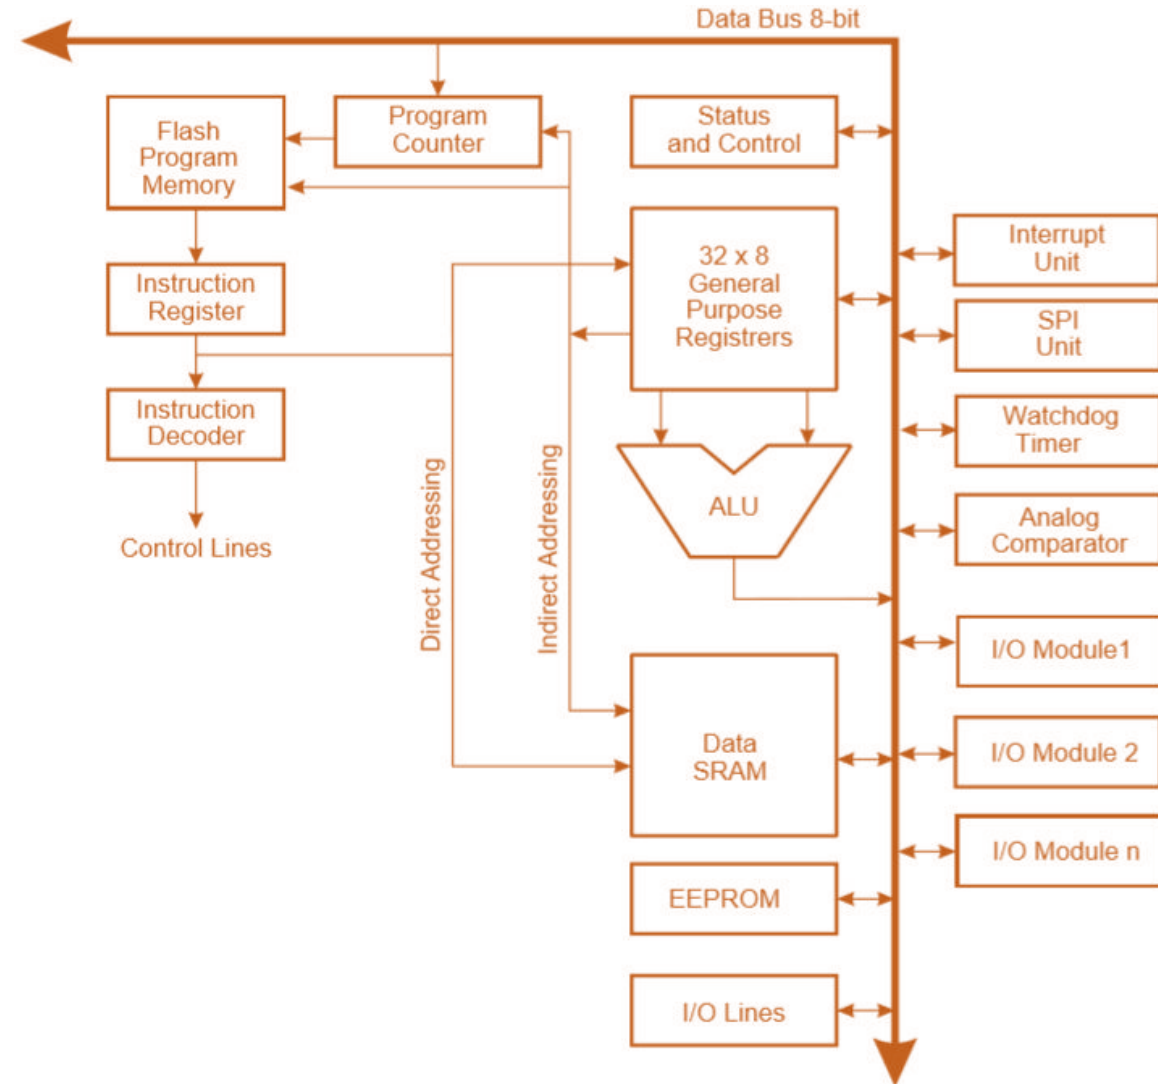 Data Bus 8-bit
Flash
Program
Memory
Program
Counter
Status
and Control
32 x 8
General
Purpose
Registrers
Interrupt
Unit
Instruction
Register
SPI
Unit
Instruction
Decoder
Watchdog
Timer
ALU
Analog
Comparator
Control Lines
Direct Addressing
Indirect Addressing
I/O Module1
Data
SRAM
I/O Module 2
I/O Module n
EEPROM
I/O Lines